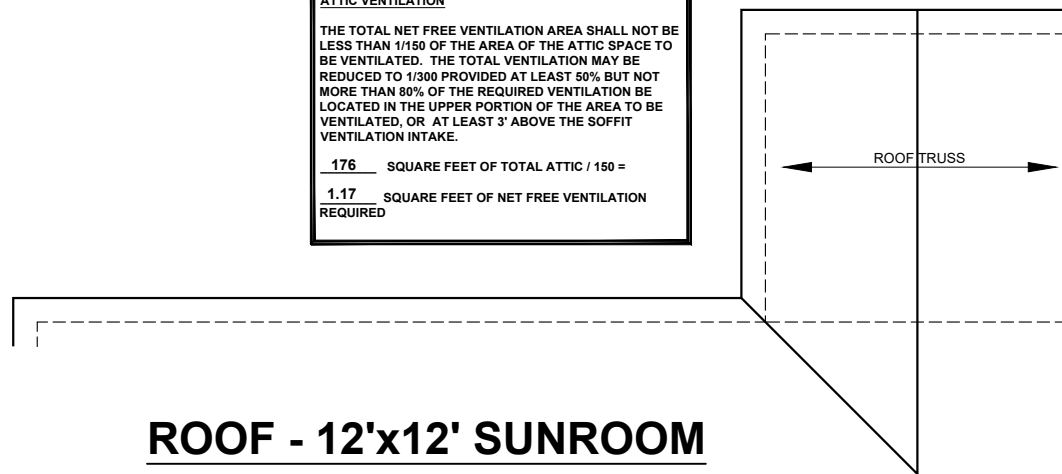 ATTIC VENTILATION
THE TOTAL NET FREE VENTILATION AREA SHALL NOT BE
LESS THAN 1/150 OF THE AREA OF THE ATTIC SPACE TO
BE VENTILATED. THE TOTAL VENTILATION MAY BE
REDUCED TO 1/300 PROVIDED AT LEAST 50% BUT NOT
MORE THAN 80% OF THE REQUIRED VENTILATION BE
LOCATED IN THE UPPER PORTION OF THE AREA TO BE
VENTILATED, OR AT LEAST 3' ABOVE THE SOFFIT
VENTILATION INTAKE.
176 SQUARE FEET OF TOTAL ATTIC / 150 =
1.17 SQUARE FEET OF NET FREE VENTILATION
REQUIRED
ROOF TRUSS
ROOF - 12'x12' SUNROOM